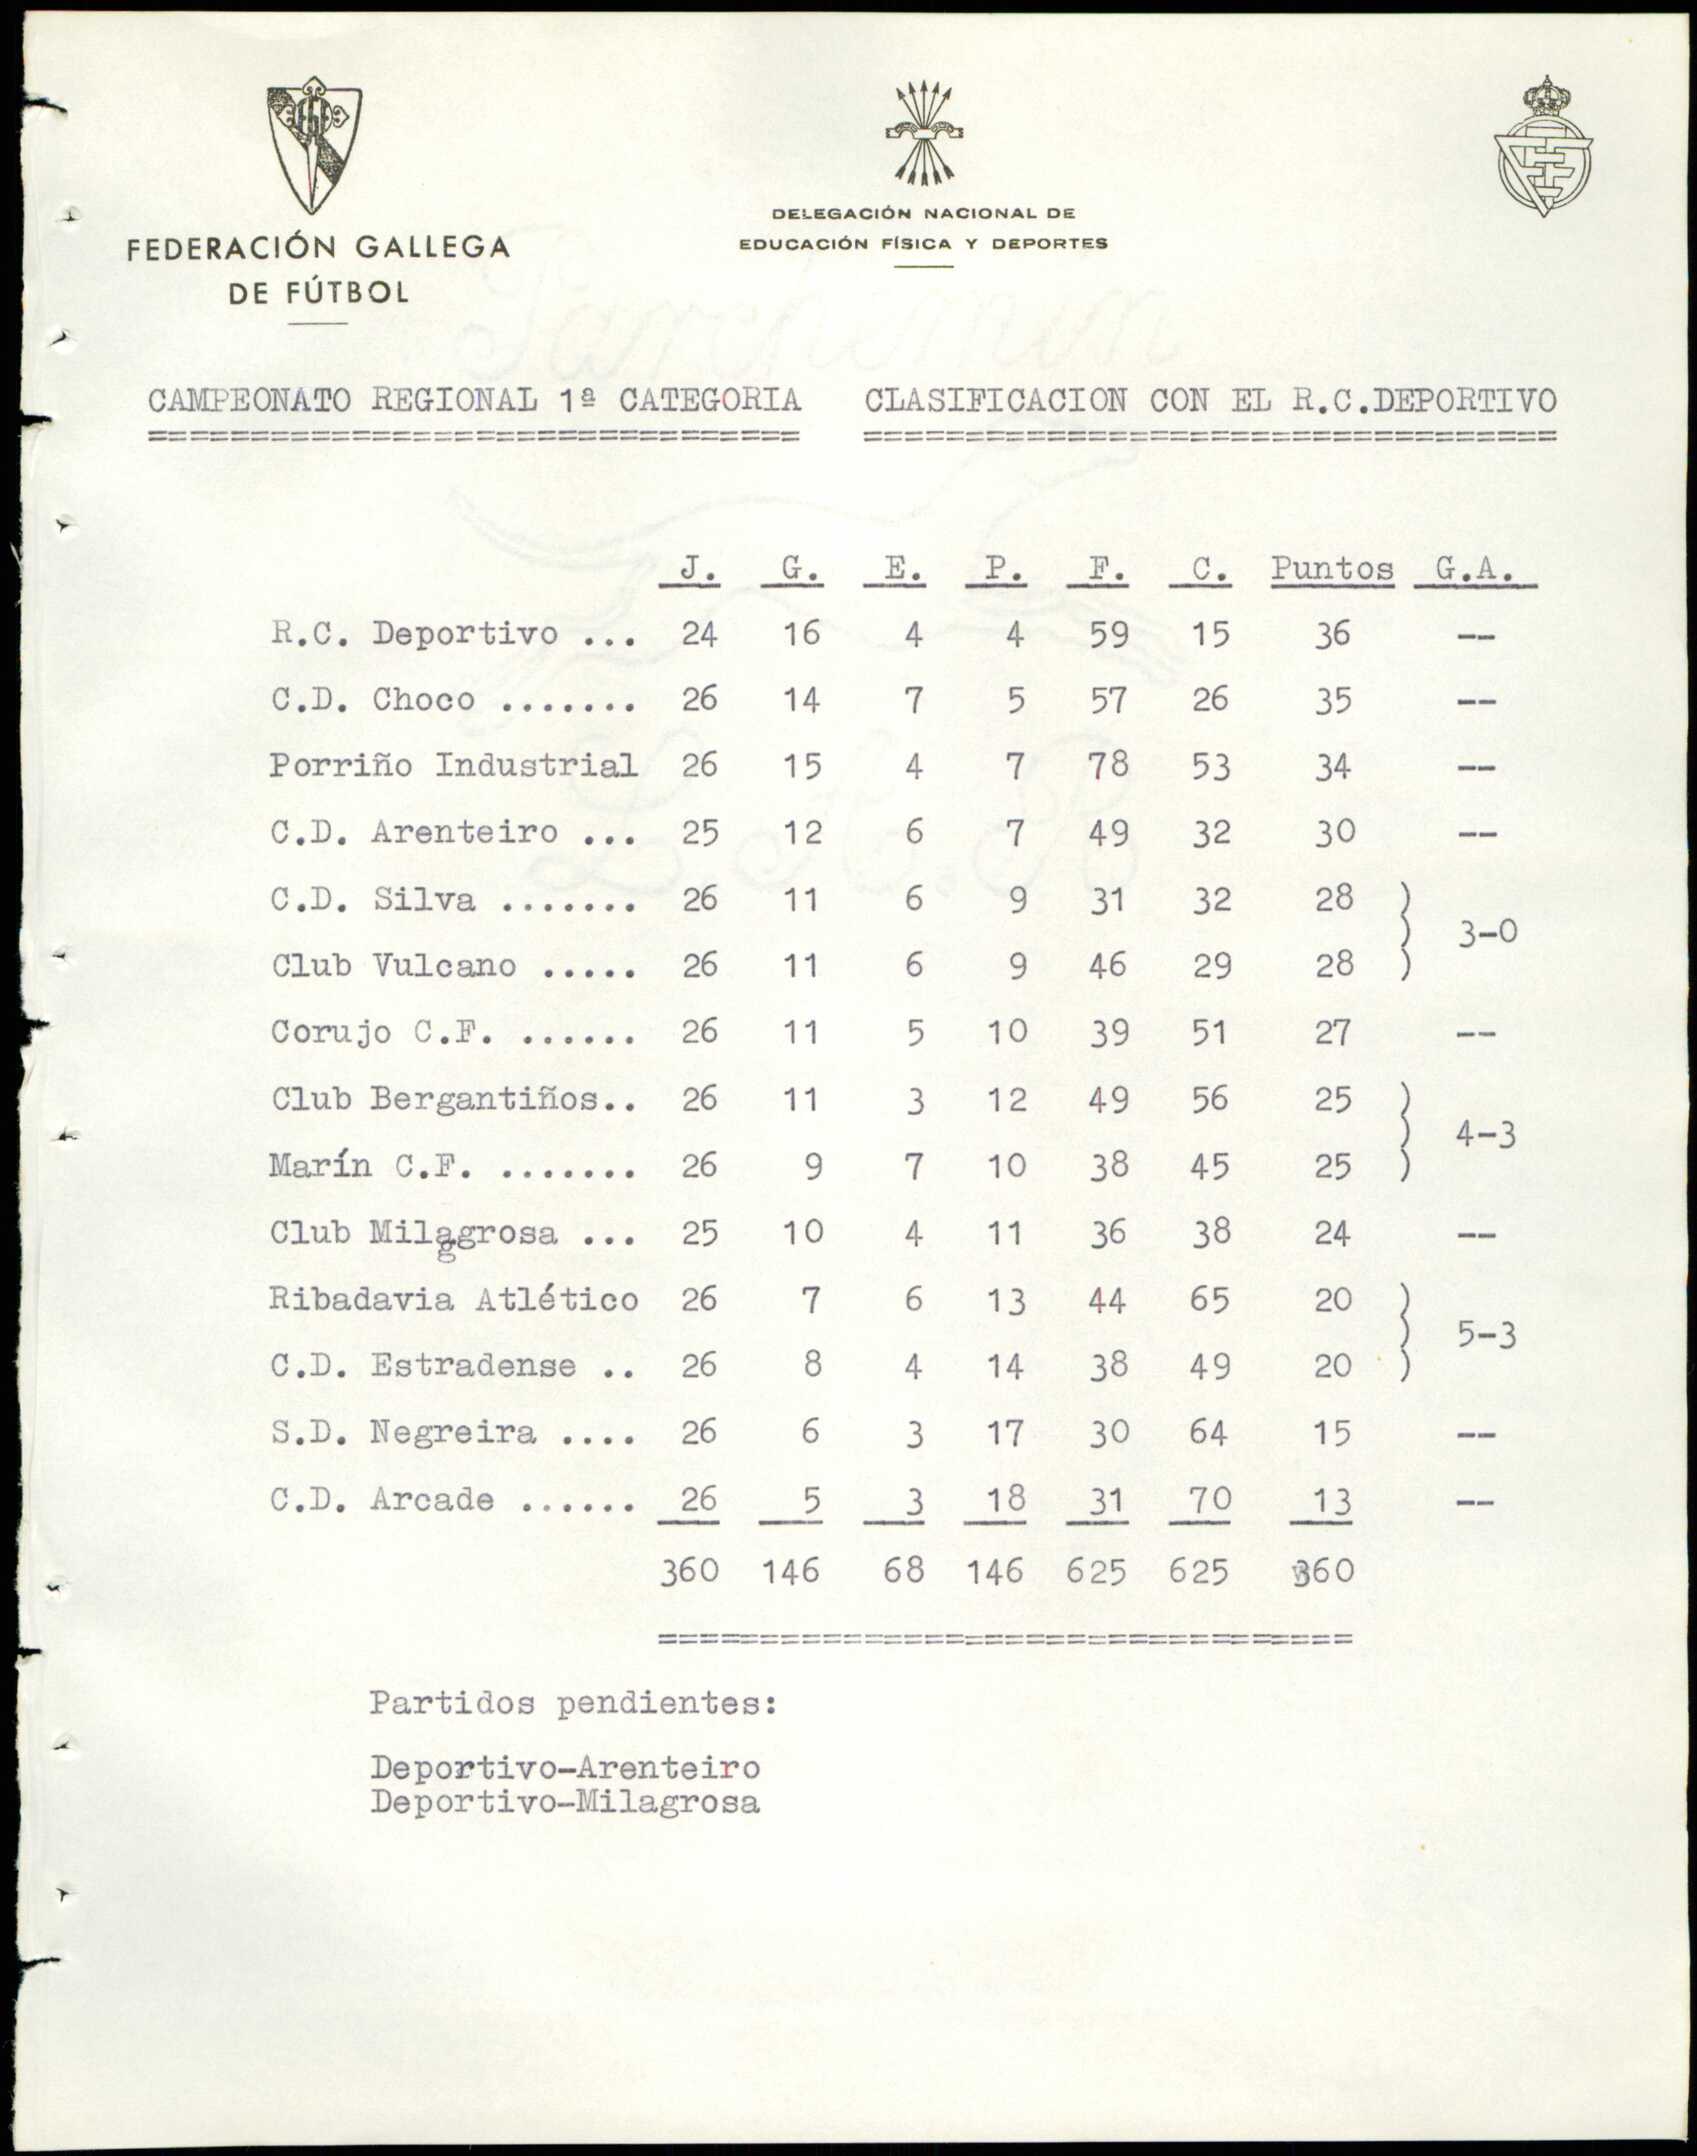 FEDERACIÓN GALLEGA
DE FÚTBOL
DELEGACIÓN NACIONAL DE
EDUCACIÓN FÍSICA Y DEPORTES
CAMPEONATO REGIONAL 1ª CATEGORIA CLASIFICACION CON EL R.C.DEPORTIVO
================================ ==================================
J. G. E. P. F. C. Puntos G.A.
R.C. Deportivo ... 24 16 4 4 59 15 36 --
C.D. Choco ....... 26 14 7 5 57 26 35 --
Porriño Industrial 26 15 4 7 78 53 34 --
C.D. Arenteiro ... 25 12 6 7 49 32 30 --
C.D. Silva ....... 26 11 6 9 31 32 28 )
) 3-0
Club Vulcano ..... 26 11 6 9 46 29 28 )
Corujo C.F. ...... 26 11 5 10 39 51 27 --
Club Bergantiños.. 26 11 3 12 49 56 25 )
) 4-3
Marín C.F. ....... 26 9 7 10 38 45 25 )
Club Milagrosa ... 25 10 4 11 36 38 24 --
Ribadavia Atlético 26 7 6 13 44 65 20 )
) 5-3
C.D. Estradense .. 26 8 4 14 38 49 20 )
S.D. Negreira .... 26 6 3 17 30 64 15 --
C.D. Arcade ...... 26 5 3 18 31 70 13 --
360 146 68 146 625 625 360
==================================
Partidos pendientes:
Deportivo-Arenteiro
Deportivo-Milagrosa